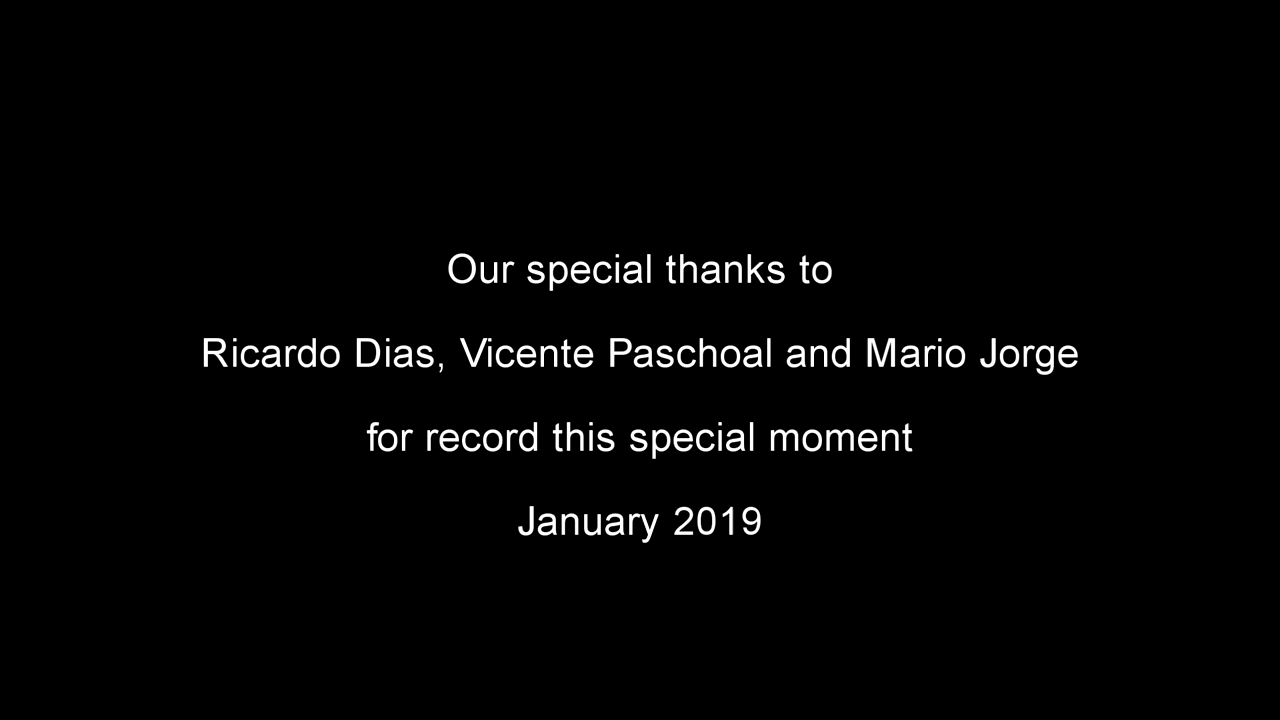 Our special thanks to
Ricardo Dias, Vicente Paschoal and Mario Jorge
for record this special moment
January 2019